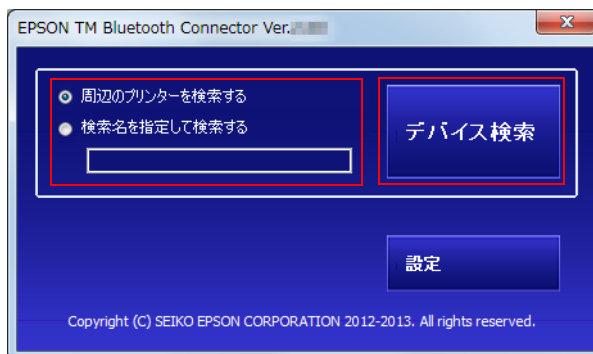 EPSON TM Bluetooth Connector Ver.
周辺のプリンターを検索する
検索名を指定して検索する
デバイス検索
設定
Copyright (C) SEIKO EPSON CORPORATION 2012-2013. All rights reserved.